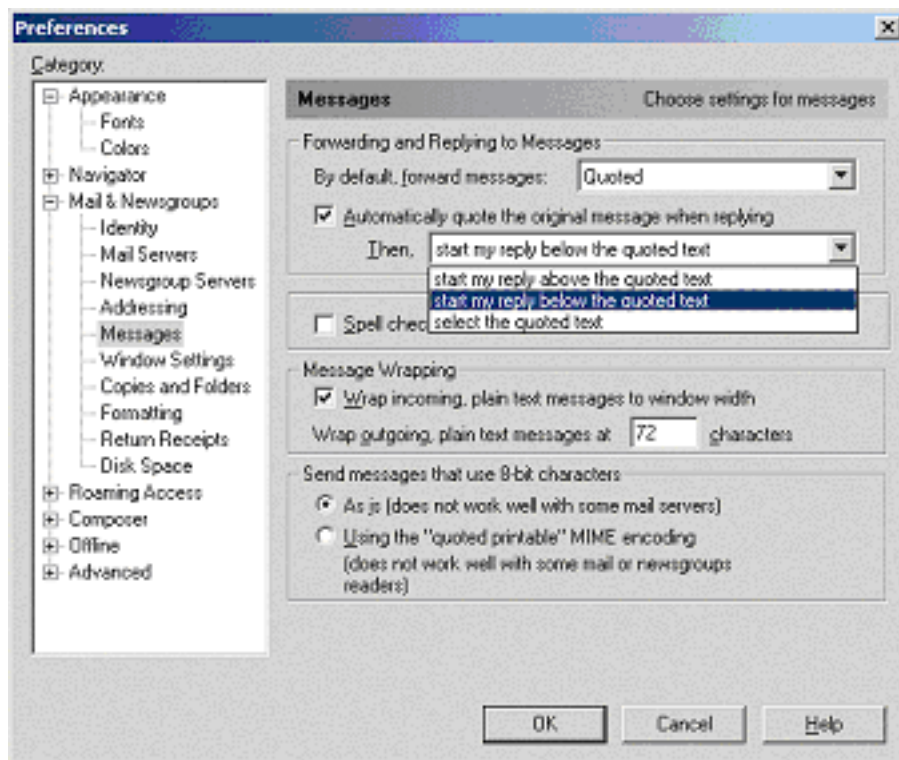 Preferences
Category:
Appearance
Fonts
Colors
Navigator
Mail & Newsgroups
Identity
Mail Servers
Newsgroup Servers
Addressing
Messages
Window Settings
Copies and Folders
Formatting
Return Receipts
Disk Space
Roaming Access
Composer
Offline
Advanced
Messages Choose settings for messages
Forwarding and Replying to Messages
By default, forward messages: Quoted
Automatically quote the original message when replying
Then, start my reply below the quoted text
start my reply above the quoted text
start my reply below the quoted text
select the quoted text
Spell chec
Message Wrapping
Wrap incoming, plain text messages to window width
Wrap outgoing, plain text messages at 72 characters
Send messages that use 8-bit characters
As is (does not work well with some mail servers)
Using the "quoted printable" MIME encoding
(does not work well with some mail or newsgroups
readers)
OK Cancel Help